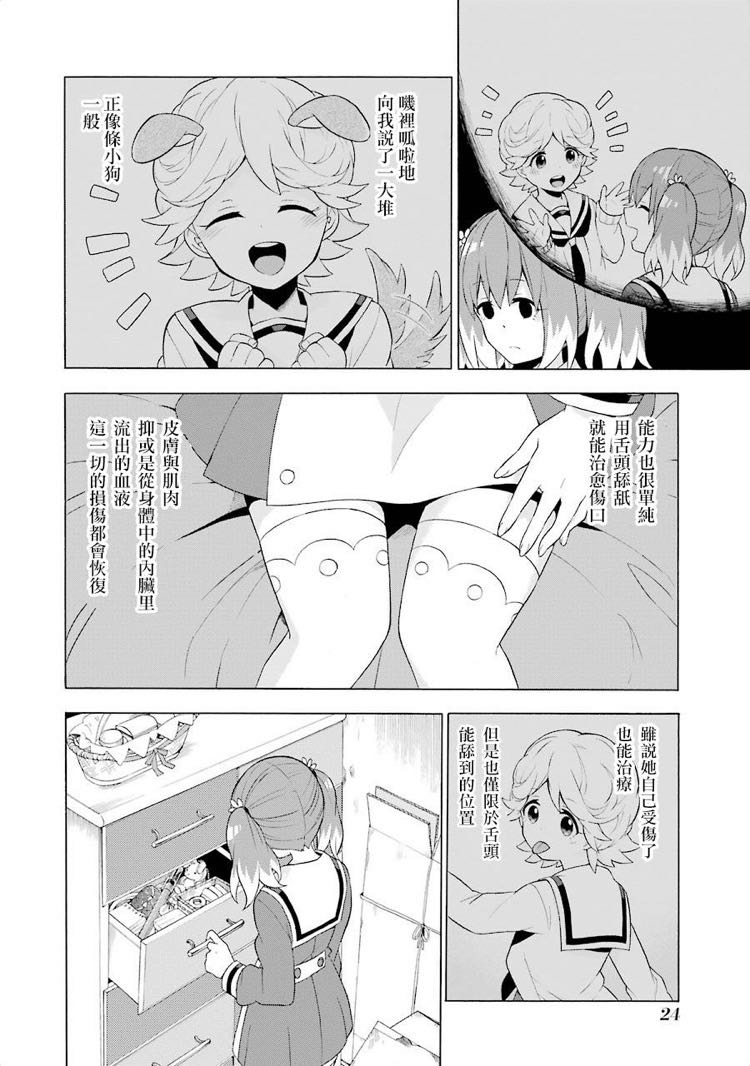 嘰裡呱啦地
向我說了一大堆
正像條小狗
一般
能力也很單純
用舌頭舔舐
就能治愈傷口
皮膚與肌肉
抑或是從身體中的內臟里
流出的血液
這一切的損傷都會恢復
雖說她自己受傷了
也能治療
但是也僅限於舌頭
能舔到的位置
24